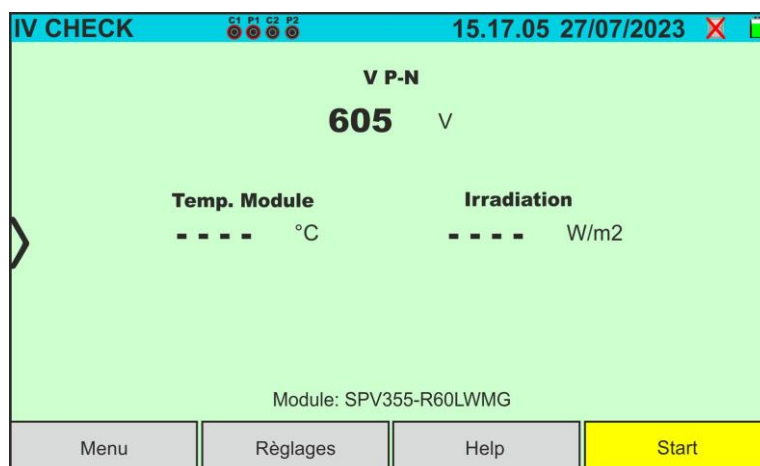 IV CHECK C1 P1 C2 P2 15.17.05 27/07/2023
V P-N
605 V
Temp. Module Irradiation
- - - - °C - - - - W/m2
Module: SPV355-R60LWMG
Menu Règlages Help Start